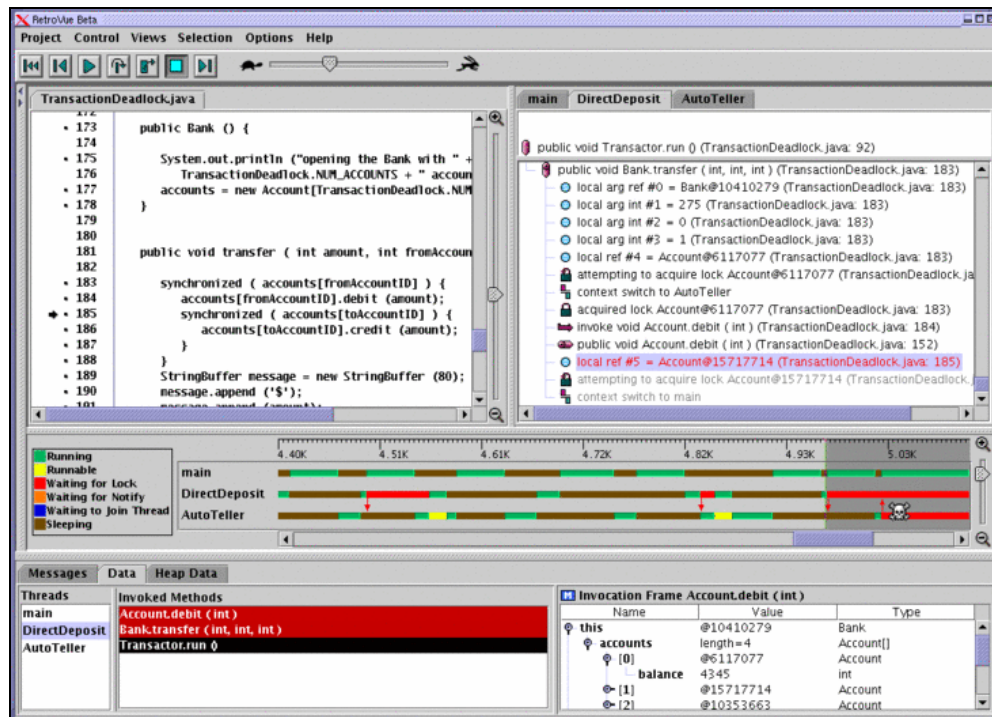 RetroVue Beta
Project Control Views Selection Options Help
TransactionDeadlock.java
172
173 public Bank () {
174
175 System.out.println ("opening the Bank with " +
176 TransactionDeadlock.NUM_ACCOUNTS + " accoun
177 accounts = new Account[TransactionDeadlock.NUM
178 }
179
180
181 public void transfer ( int amount, int fromAccoun
182
183 synchronized ( accounts[fromAccountID] ) {
184 accounts[fromAccountID].debit (amount);
185 synchronized ( accounts[toAccountID] ) {
186 accounts[toAccountID].credit (amount);
187 }
188 }
189 StringBuffer message = new StringBuffer (80);
190 message.append ('$');
191 message.append (amount);
main DirectDeposit AutoTeller
public void Transactor.run () (TransactionDeadlock.java: 92)
public void Bank.transfer ( int, int, int ) (TransactionDeadlock.java: 183)
local arg ref #0 = Bank@10410279 (TransactionDeadlock.java: 183)
local arg int #1 = 275 (TransactionDeadlock.java: 183)
local arg int #2 = 0 (TransactionDeadlock.java: 183)
local arg int #3 = 1 (TransactionDeadlock.java: 183)
local ref #4 = Account@6117077 (TransactionDeadlock.java: 183)
attempting to acquire lock Account@6117077 (TransactionDeadlock.ja
context switch to AutoTeller
acquired lock Account@6117077 (TransactionDeadlock.java: 183)
invoke void Account.debit ( int ) (TransactionDeadlock.java: 184)
public void Account.debit ( int ) (TransactionDeadlock.java: 152)
local ref #5 = Account@15717714 (TransactionDeadlock.java: 185)
attempting to acquire lock Account@15717714 (TransactionDeadlock.j
context switch to main
Running
Runnable
Waiting for Lock
Waiting for Notify
Waiting to Join Thread
Sleeping
4.40K 4.51K 4.61K 4.72K 4.82K 4.93K 5.03K
main
DirectDeposit
AutoTeller
Messages Data Heap Data
Threads
main
DirectDeposit
AutoTeller
Invoked Methods
Account.debit ( int )
Bank.transfer ( int, int, int )
Transactor.run ()
M Invocation Frame Account.debit ( int )
Name Value Type
this @10410279 Bank
accounts length=4 Account[]
[0] @6117077 Account
balance 4345 int
[1] @15717714 Account
[2] @10353663 Account